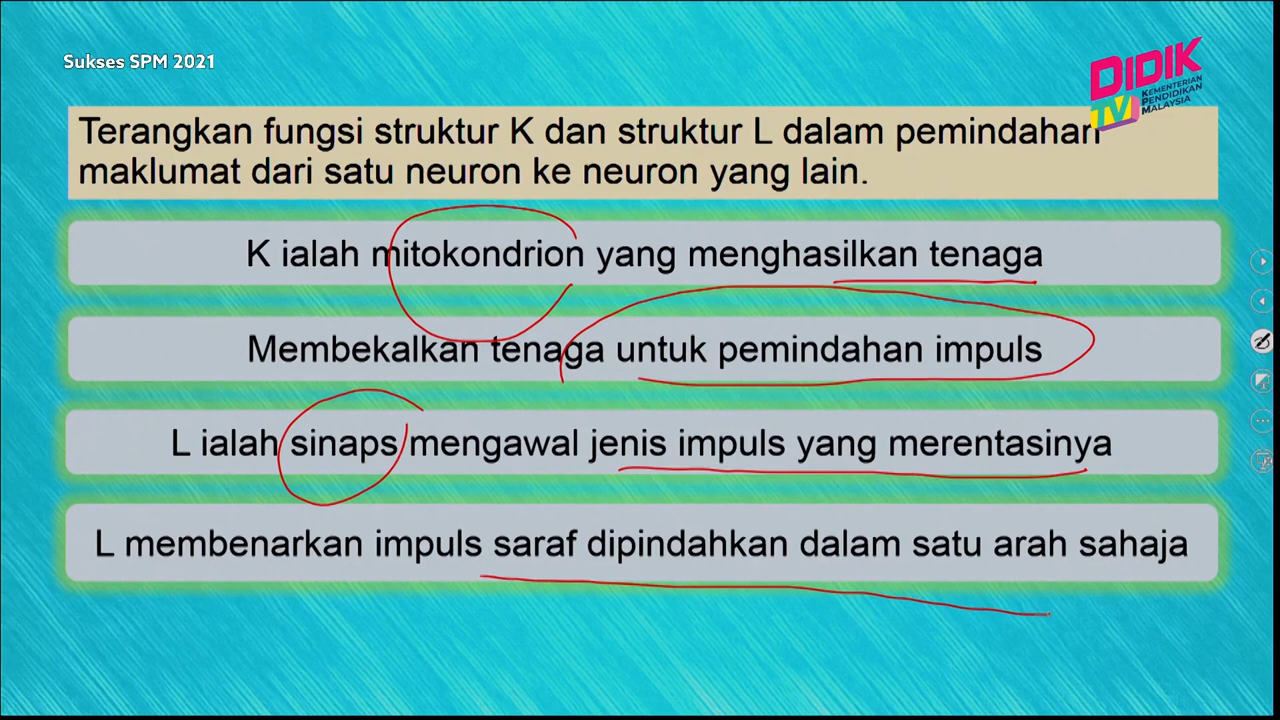 Sukses SPM 2021
DIDIK
TV
KEMENTERIAN
PENDIDIKAN
MALAYSIA
Terangkan fungsi struktur K dan struktur L dalam pemindahan
maklumat dari satu neuron ke neuron yang lain.
K ialah mitokondrion yang menghasilkan tenaga
Membekalkan tenaga untuk pemindahan impuls
L ialah sinaps mengawal jenis impuls yang merentasinya
L membenarkan impuls saraf dipindahkan dalam satu arah sahaja